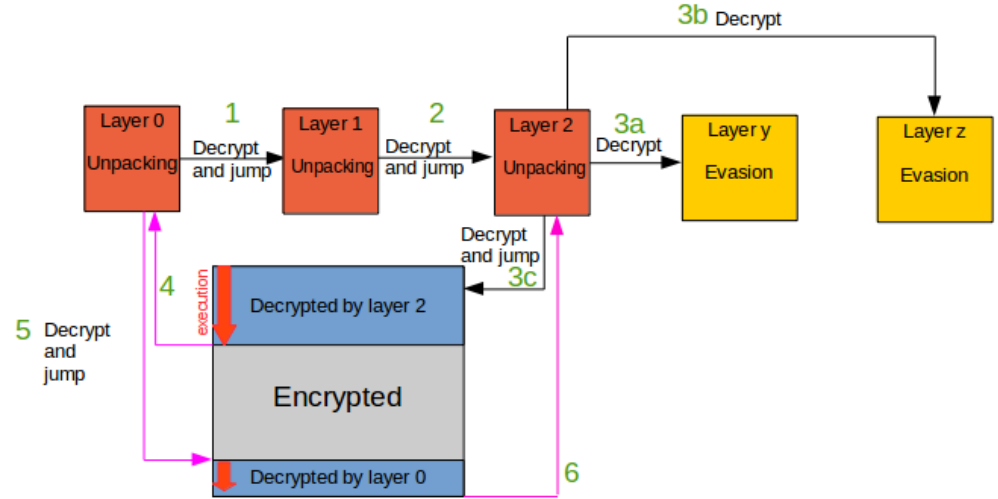 3b Decrypt
Layer 0
Unpacking
1
Decrypt
and jump
Layer 1
Unpacking
2
Decrypt
and jump
Layer 2
Unpacking
3a
Decrypt
Layer y
Evasion
Layer z
Evasion
Decrypt
and jump
3c
4
execution
Decrypted by layer 2
5 Decrypt
and
jump
Encrypted
Decrypted by layer 0
6